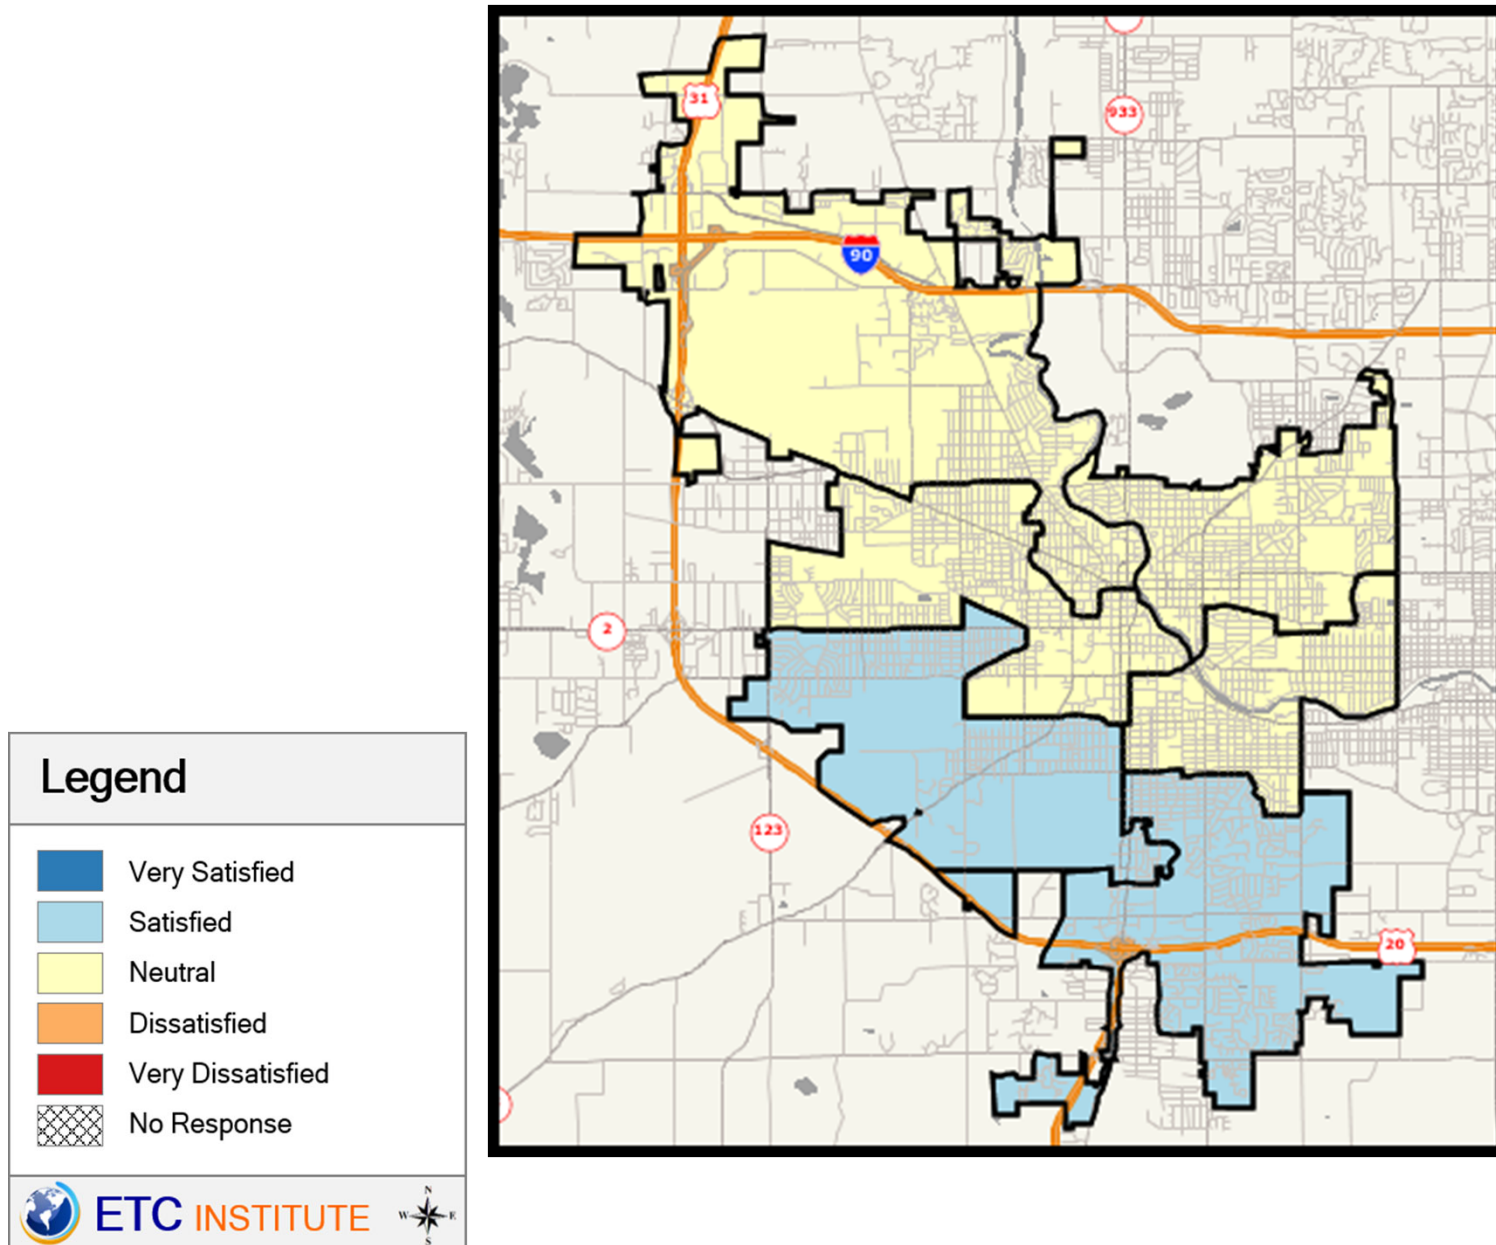 31
933
90
2
123
20
Legend
Very Satisfied
Satisfied
Neutral
Dissatisfied
Very Dissatisfied
No Response
ETC INSTITUTE
N
W E
S